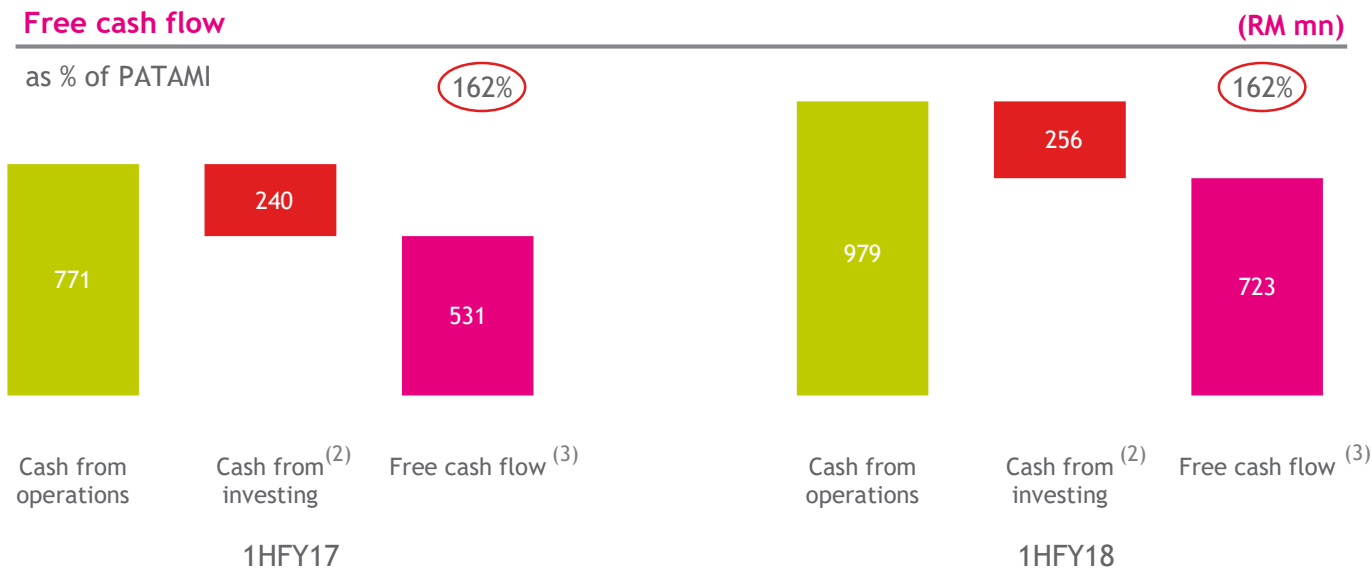 Free cash flow (RM mn)
as % of PATAMI 162% 162%
771 240 531 979 256 723
Cash from operations
Cash from (2) investing
Free cash flow (3)
Cash from operations
Cash from (2) investing
Free cash flow (3)
1HFY17 1HFY18